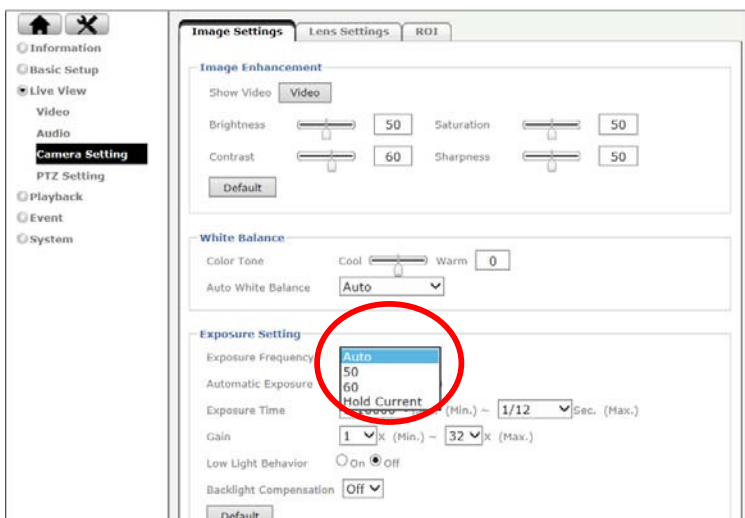 Image Settings Lens Settings ROI
Information
Basic Setup
Live View
Video
Audio
Camera Setting
PTZ Setting
Playback
Event
System
Image Enhancement
Show Video Video
Brightness 50 Saturation 50
Contrast 60 Sharpness 50
Default
White Balance
Color Tone Cool Warm 0
Auto White Balance Auto
Exposure Setting
Exposure Frequency Auto
50
Automatic Exposure 60
Hold Current
Exposure Time (Min.) ~ 1/12 Sec. (Max.)
Gain 1 X (Min.) ~ 32 X (Max.)
Low Light Behavior On Off
Backlight Compensation Off
Default